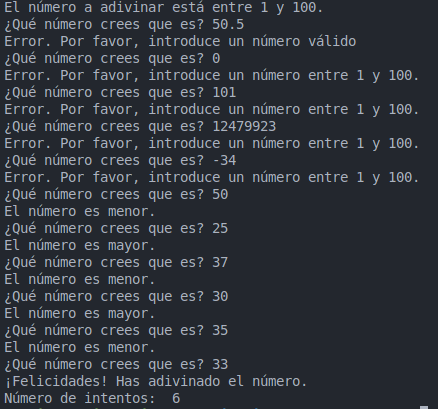 El número a adivinar está entre 1 y 100.
¿Qué número crees que es? 50.5
Error. Por favor, introduce un número válido
¿Qué número crees que es? 0
Error. Por favor, introduce un número entre 1 y 100.
¿Qué número crees que es? 101
Error. Por favor, introduce un número entre 1 y 100.
¿Qué número crees que es? 12479923
Error. Por favor, introduce un número entre 1 y 100.
¿Qué número crees que es? -34
Error. Por favor, introduce un número entre 1 y 100.
¿Qué número crees que es? 50
El número es menor.
¿Qué número crees que es? 25
El número es mayor.
¿Qué número crees que es? 37
El número es menor.
¿Qué número crees que es? 30
El número es mayor.
¿Qué número crees que es? 35
El número es menor.
¿Qué número crees que es? 33
¡Felicidades! Has adivinado el número.
Número de intentos:  6